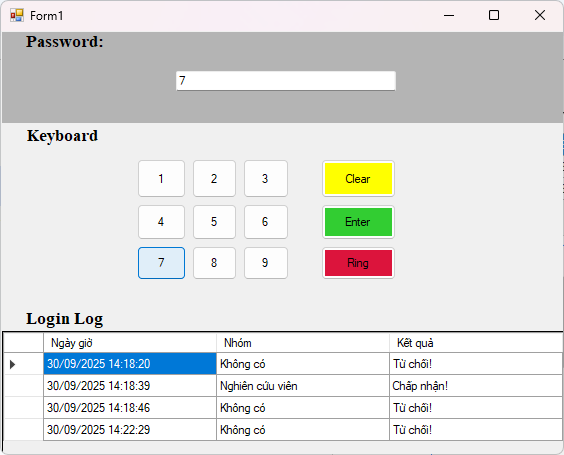 Form1
Password:
7
Keyboard
1 2 3 Clear
4 5 6 Enter
7 8 9 Ring
Login Log
Ngày giờ Nhóm Kết quả
30/09/2025 14:18:20 Không có Từ chối!
30/09/2025 14:18:39 Nghiên cứu viên Chấp nhận!
30/09/2025 14:18:46 Không có Từ chối!
30/09/2025 14:22:29 Không có Từ chối!